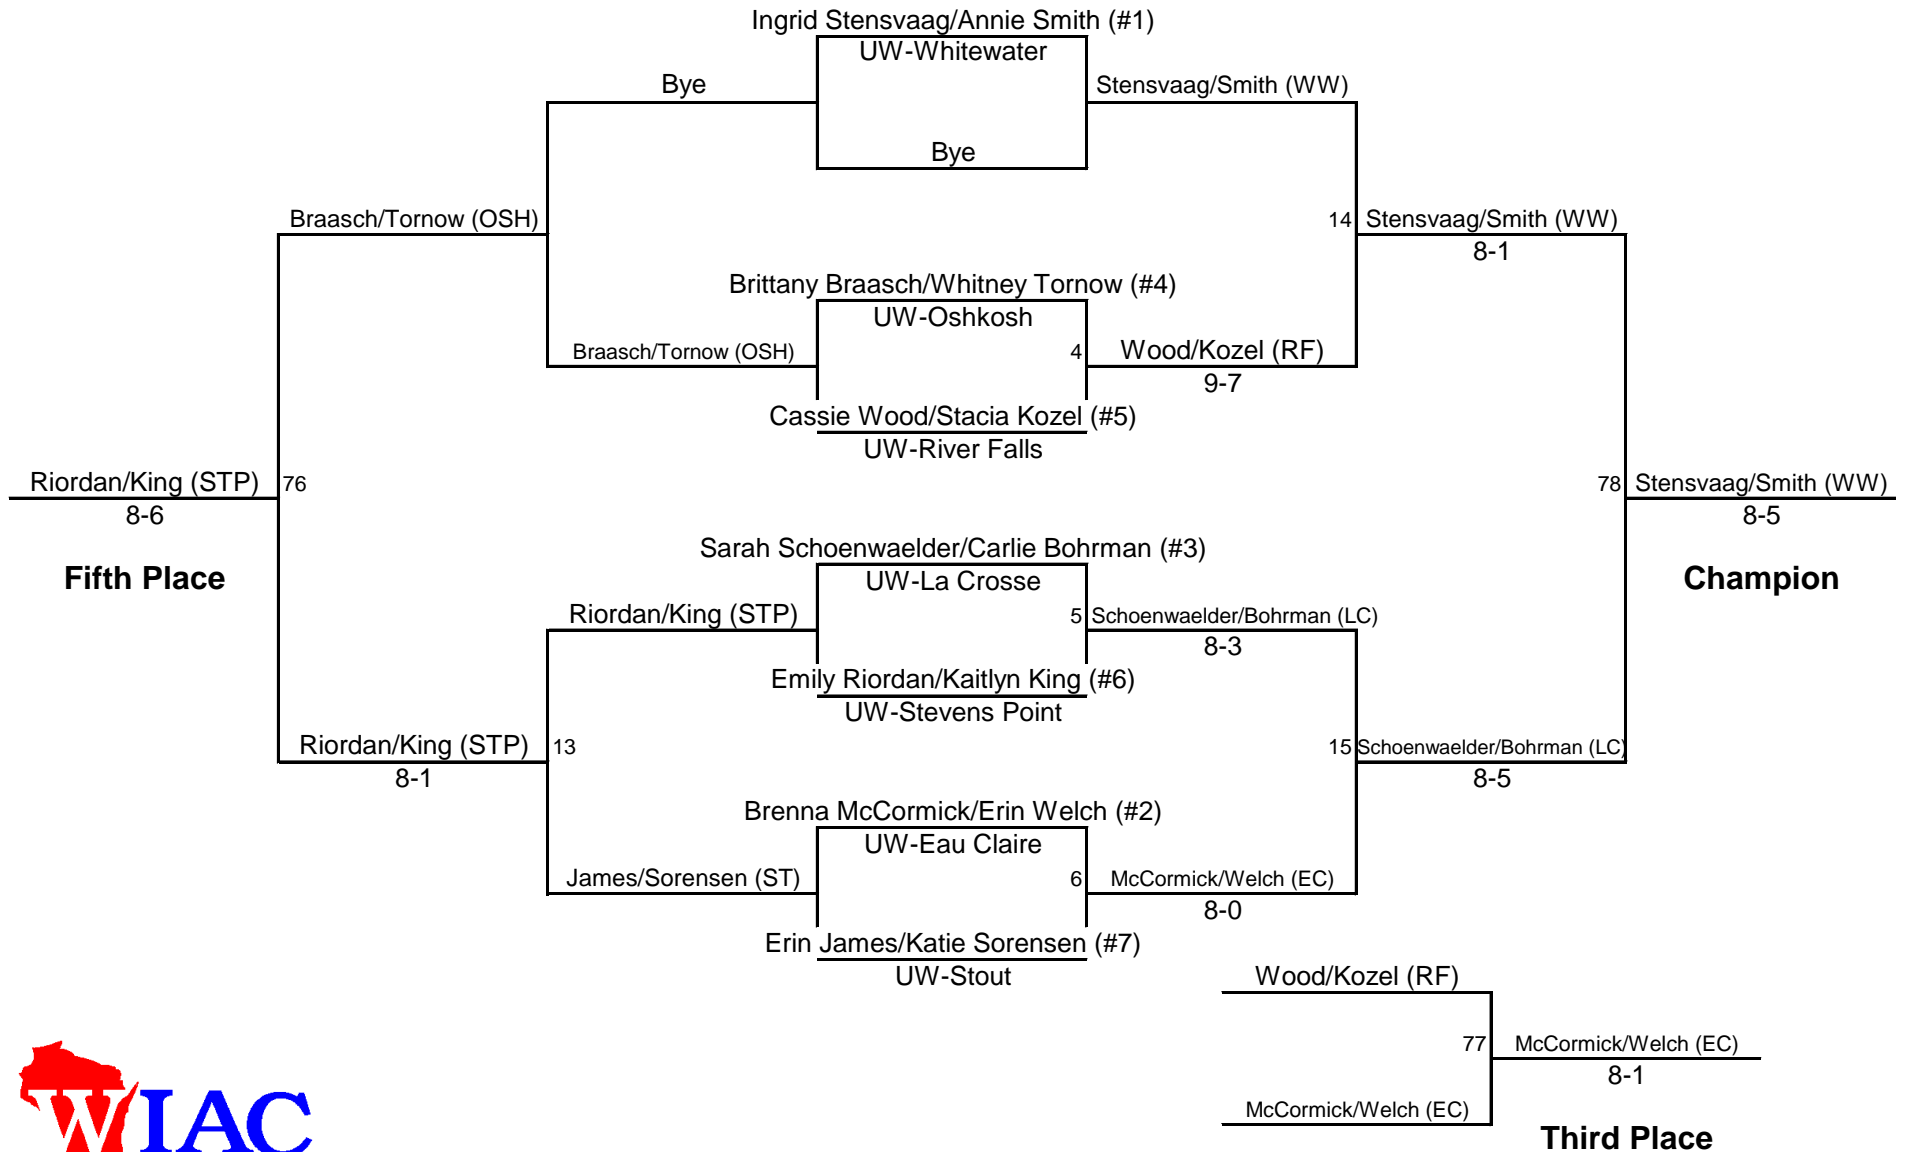 Ingrid Stensvaag/Annie Smith (#1)
UW-Whitewater
Bye
Stensvaag/Smith (WW)
Bye
Braasch/Tornow (OSH)
14
Stensvaag/Smith (WW)
8-1
Brittany Braasch/Whitney Tornow (#4)
UW-Oshkosh
Braasch/Tornow (OSH)
4
Wood/Kozel (RF)
9-7
Cassie Wood/Stacia Kozel (#5)
UW-River Falls
Riordan/King (STP)
76
8-6
Fifth Place
78
Stensvaag/Smith (WW)
8-5
Champion
Sarah Schoenwaelder/Carlie Bohrman (#3)
UW-La Crosse
Riordan/King (STP)
5
Schoenwaelder/Bohrman (LC)
8-3
Emily Riordan/Kaitlyn King (#6)
UW-Stevens Point
Riordan/King (STP)
13
8-1
15
Schoenwaelder/Bohrman (LC)
8-5
Brenna McCormick/Erin Welch (#2)
UW-Eau Claire
James/Sorensen (ST)
6
McCormick/Welch (EC)
8-0
Erin James/Katie Sorensen (#7)
UW-Stout
Wood/Kozel (RF)
77
McCormick/Welch (EC)
8-1
McCormick/Welch (EC)
Third Place
WIAC